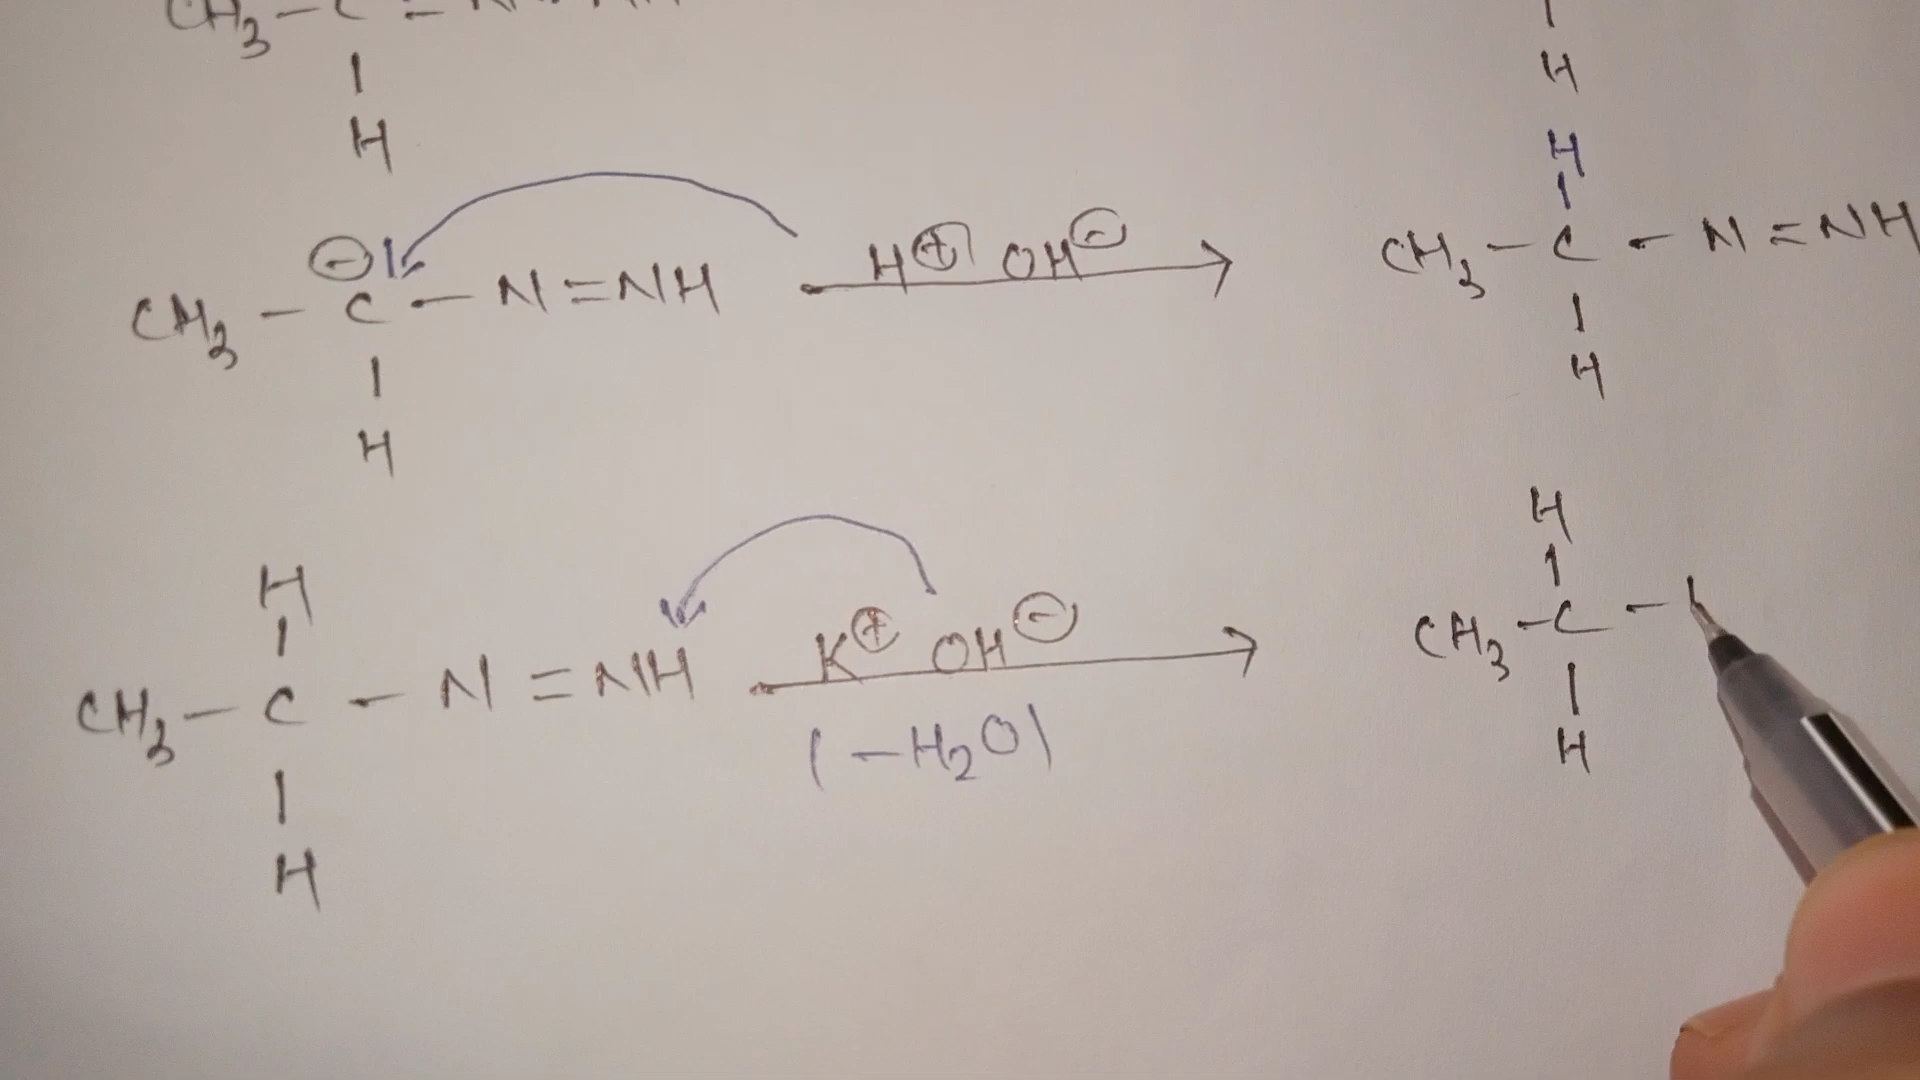 CH3 - C = 
H
H
H
⊖
CH3 - C - N = NH
H⊕ OH⊖
CH3 - C - N = NH
H
H
H
H
CH3 - C - N = NH
K⊕ OH⊖
CH3 - C -
(-H2O)
H
H